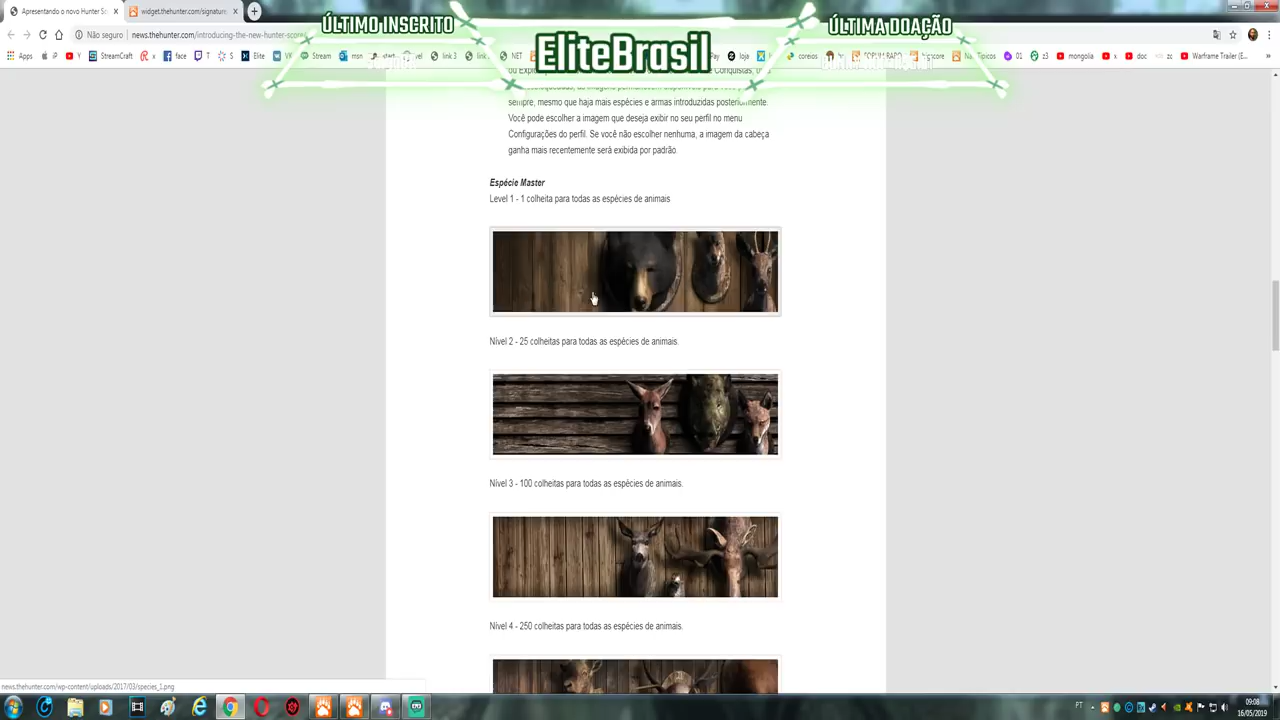 Apresentando o novo Hunter Sc
widget.thehunter.com/signature
ÚLTIMO INSCRITO
EliteBrasil
ÚLTIMA DOAÇÃO
Não seguro
news.thehunter.com/introducing-the-new-hunter-score
Apps
StreamCraft
Elite
Stream
link 3
NET
loja
correios
01
z3
mongolia
doc
Warframe Trailer (E...
sempre, mesmo que haja mais espécies e armas introduzidas posteriormente.
Você pode escolher a imagem que deseja exibir no seu perfil no menu
Configurações do perfil. Se você não escolher nenhuma, a imagem da cabeça
ganha mais recentemente será exibida por padrão.
Espécie Master
Level 1 - 1 colheita para todas as espécies de animais
Nível 2 - 25 colheitas para todas as espécies de animais.
Nível 3 - 100 colheitas para todas as espécies de animais.
Nível 4 - 250 colheitas para todas as espécies de animais.
news.thehunter.com/wp-content/uploads/2017/03/species_1.png
PT
09:08
16/05/2019